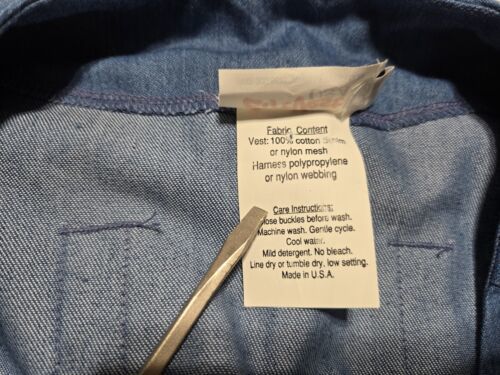 Fabric Content
Vest: 100% cotton
or nylon mesh
Harness polypropylene
or nylon webbing
Care Instructions:
buckles before wash.
Machine wash. Gentle cycle.
Cool water.
Mild detergent. No bleach.
Line dry or tumble dry, low setting.
Made in U.S.A.